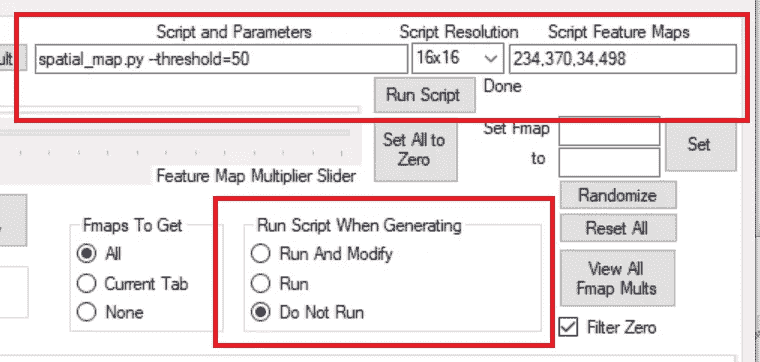 Script and Parameters Script Resolution Script Feature Maps
ult spatial_map.py --threshold=50 16x16 234,370,34,498
Run Script Done
Set All to Zero
Set Fmap
to
Set
Feature Map Multiplier Slider
Randomize
Reset All
View All
Fmap Mults
Filter Zero
Fmaps To Get
All
Current Tab
None
Run Script When Generating
Run And Modify
Run
Do Not Run